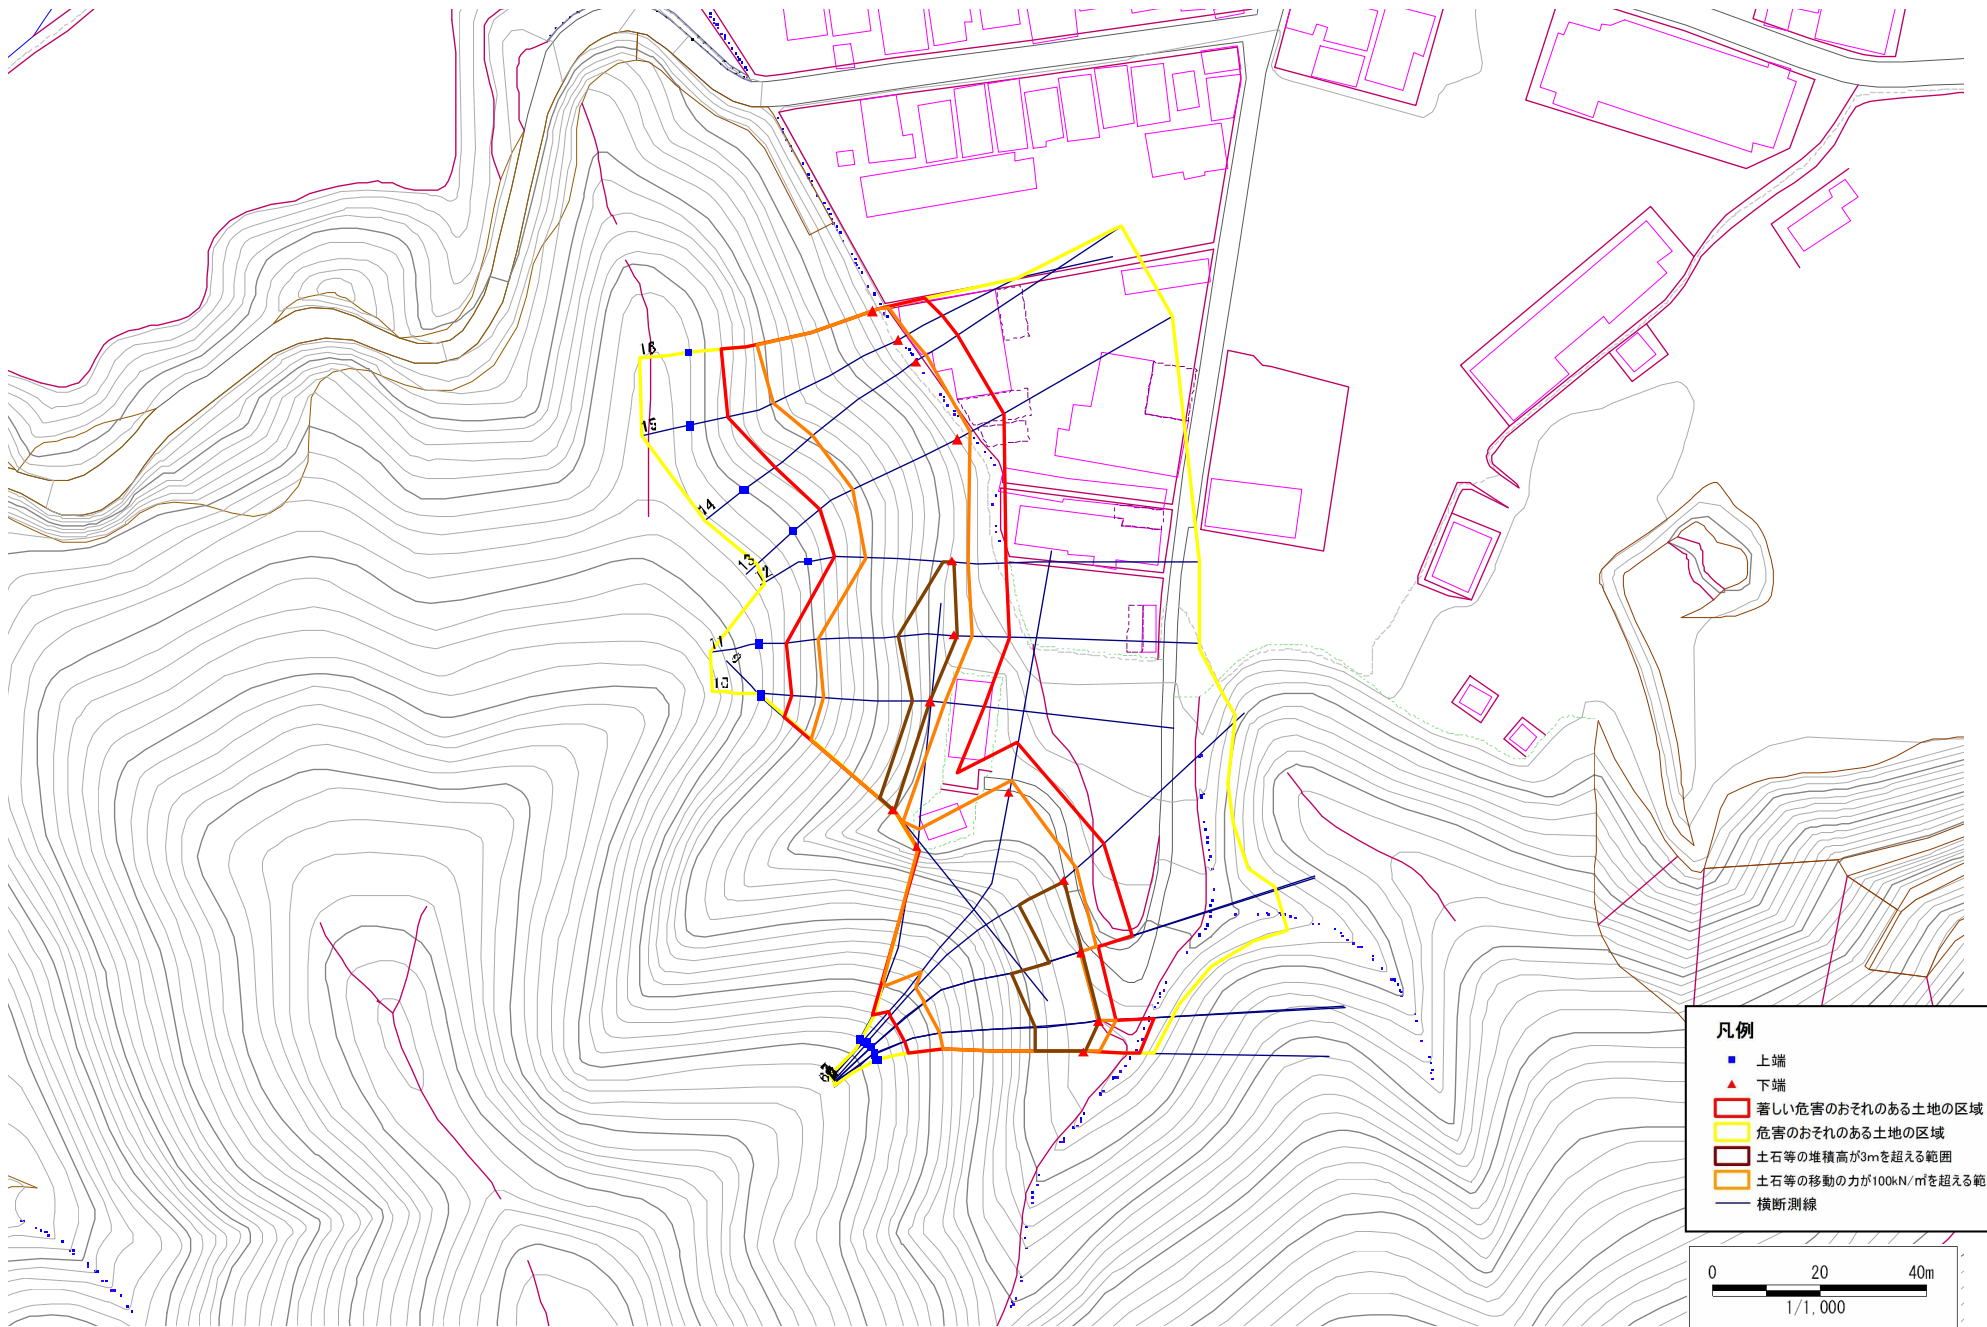 16
15
14
13
12
11
9
10
凡例
上端
下端
著しい危害のおそれのある土地の区域
危害のおそれのある土地の区域
土石等の堆積高が3mを超える範囲
土石等の移動の力が100kN/㎡を超える範
横断測線
0 20 40m
1/1,000